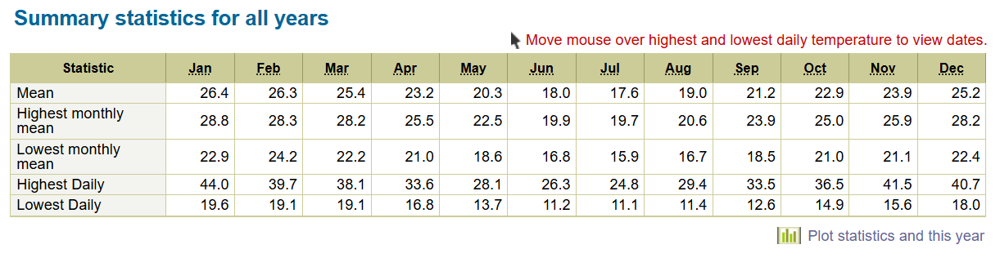 Summary statistics for all years
Move mouse over highest and lowest daily temperature to view dates.
Statistic Jan Feb Mar Apr May Jun Jul Aug Sep Oct Nov Dec
Mean 26.4 26.3 25.4 23.2 20.3 18.0 17.6 19.0 21.2 22.9 23.9 25.2
Highest monthly
mean 28.8 28.3 28.2 25.5 22.5 19.9 19.7 20.6 23.9 25.0 25.9 28.2
Lowest monthly
mean 22.9 24.2 22.2 21.0 18.6 16.8 15.9 16.7 18.5 21.0 21.1 22.4
Highest Daily 44.0 39.7 38.1 33.6 28.1 26.3 24.8 29.4 33.5 36.5 41.5 40.7
Lowest Daily 19.6 19.1 19.1 16.8 13.7 11.2 11.1 11.4 12.6 14.9 15.6 18.0
Plot statistics and this year